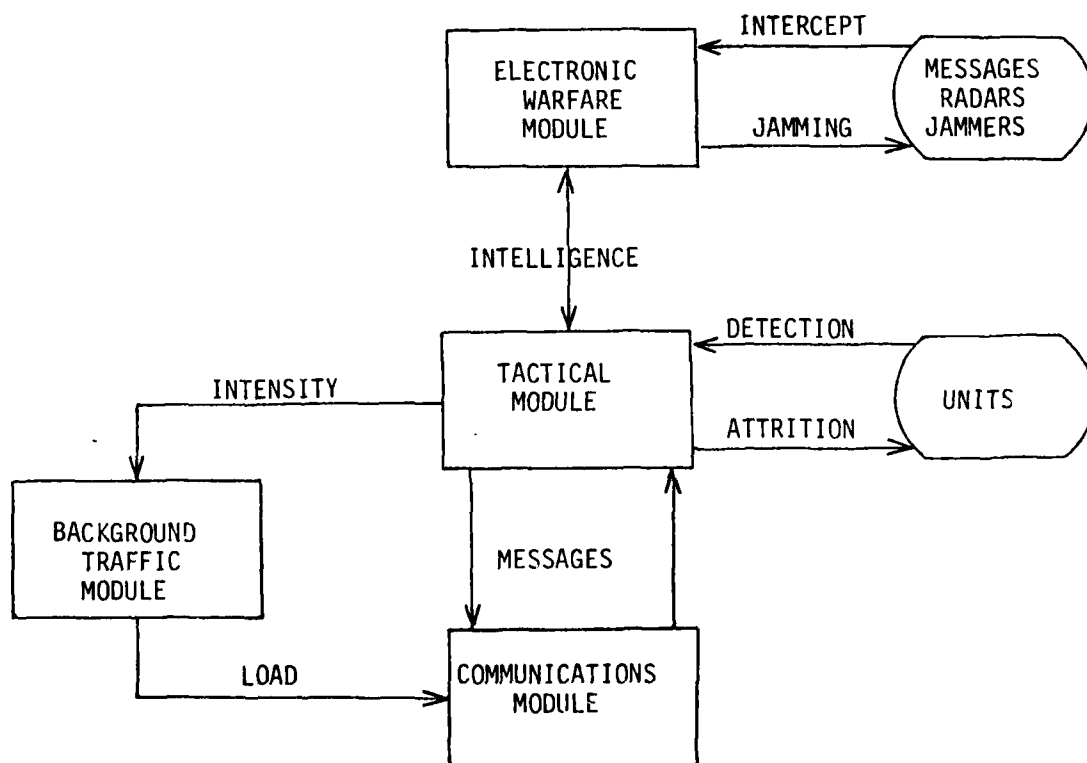 INTERCEPT
ELECTRONIC
WARFARE
MODULE
MESSAGES
RADARS
JAMMERS
JAMMING
INTELLIGENCE
DETECTION
TACTICAL
MODULE
INTENSITY
UNITS
ATTRITION
BACKGROUND
TRAFFIC
MODULE
MESSAGES
LOAD
COMMUNICATIONS
MODULE